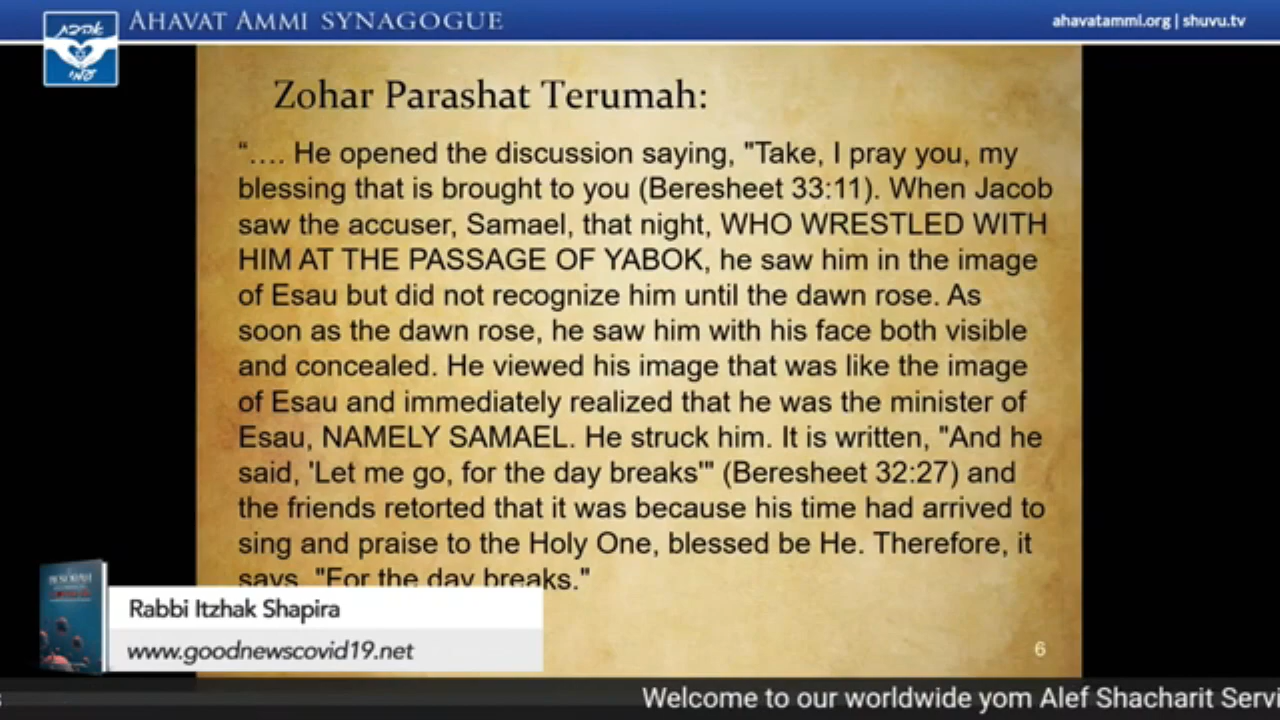 AHAVAT AMMI SYNAGOGUE
ahavatammi.org | shuvu.tv
אהבת
עמי
Zohar Parashat Terumah:
“…. He opened the discussion saying, "Take, I pray you, my
blessing that is brought to you (Beresheet 33:11). When Jacob
saw the accuser, Samael, that night, WHO WRESTLED WITH
HIM AT THE PASSAGE OF YABOK, he saw him in the image
of Esau but did not recognize him until the dawn rose. As
soon as the dawn rose, he saw him with his face both visible
and concealed. He viewed his image that was like the image
of Esau and immediately realized that he was the minister of
Esau, NAMELY SAMAEL. He struck him. It is written, "And he
said, 'Let me go, for the day breaks'" (Beresheet 32:27) and
the friends retorted that it was because his time had arrived to
sing and praise to the Holy One, blessed be He. Therefore, it
says, "For the day breaks."
Rabbi Itzhak Shapira
www.goodnewscovid19.net
6
Welcome to our worldwide yom Alef Shacharit Servi